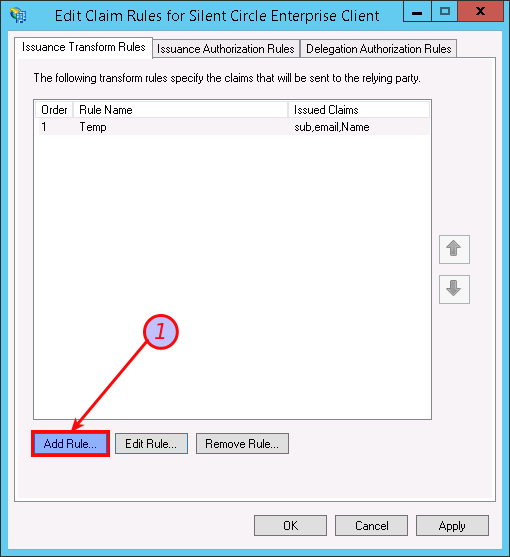 Edit Claim Rules for Silent Circle Enterprise Client
Issuance Transform Rules Issuance Authorization Rules Delegation Authorization Rules
The following transform rules specify the claims that will be sent to the relying party.
Order Rule Name Issued Claims
1 Temp sub,email,Name
1
Add Rule... Edit Rule... Remove Rule...
OK Cancel Apply